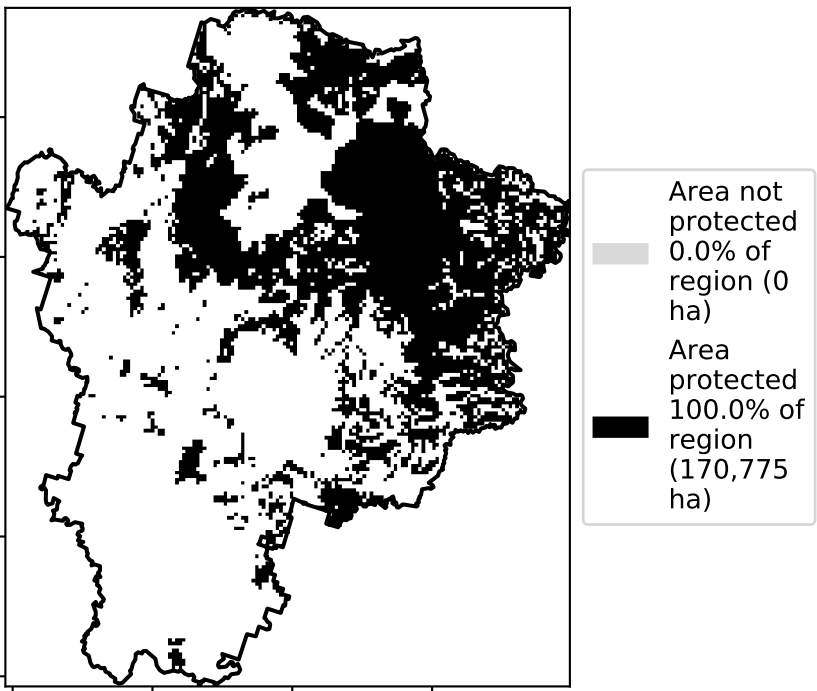 Area not
protected
0.0% of
region (0
ha)
Area
protected
100.0% of
region
(170,775
ha)